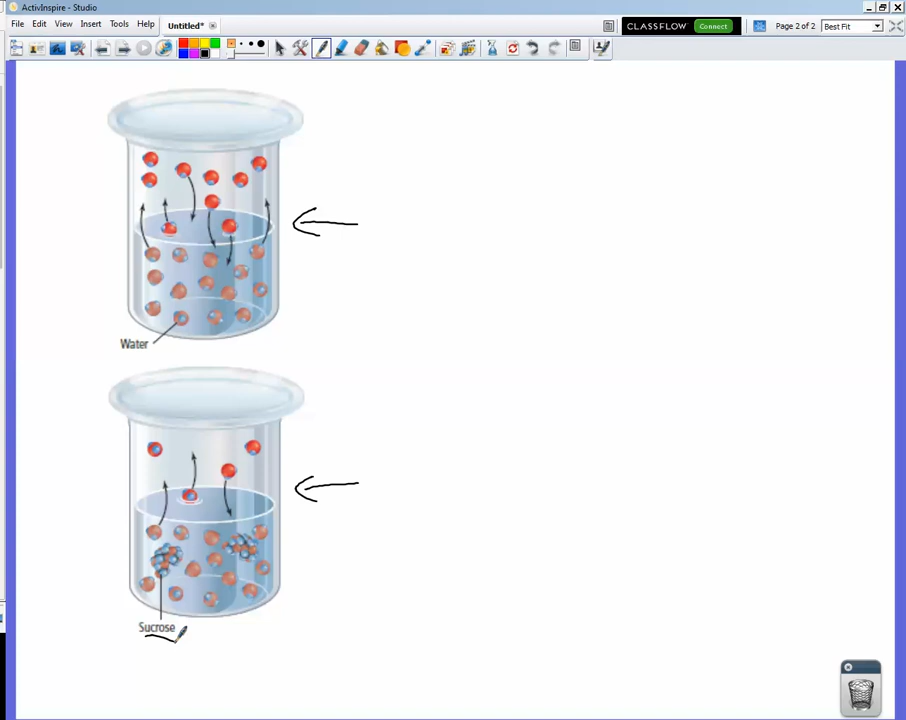 ActivInspire - Studio
File Edit View Insert Tools Help
Untitled*
CLASSFLOW Connect
Page 2 of 2
Best Fit
Water
Sucrose